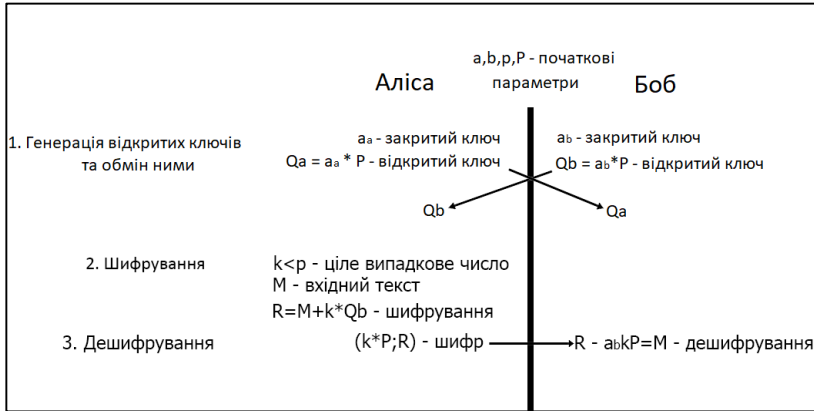 a,b,p,P - початкові
параметри
Аліса
Боб
1. Генерація відкритих ключів
та обмін ними
aₐ - закритий ключ
Qa = aₐ * P - відкритий ключ
ab - закритий ключ
Qb = ab*P - відкритий ключ
Qb
Qa
2. Шифрування
k<p - ціле випадкове число
M - вхідний текст
R=M+k*Qb - шифрування
3. Дешифрування
(k*P;R) - шифр
R - abkP=M - дешифрування